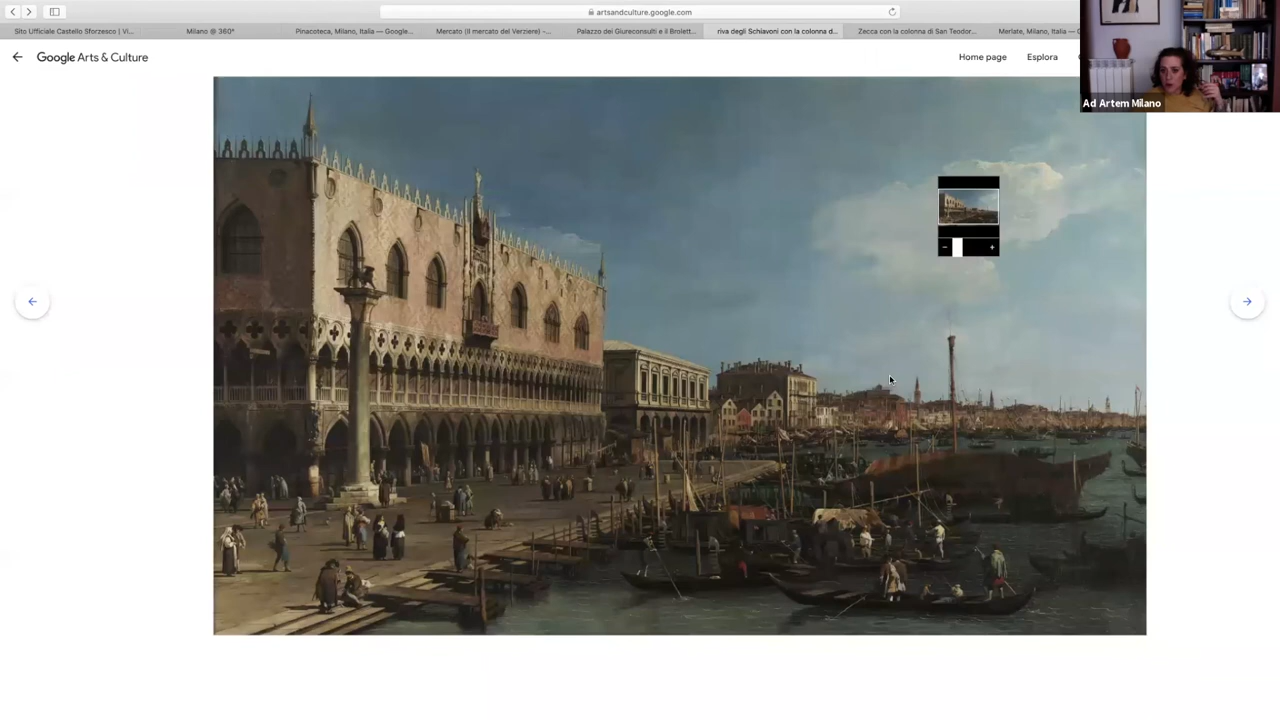 artsandculture.google.com
Sito Ufficiale Castello Sforzesco | Vi...
Milano @ 360°
Pinacoteca, Milano, Italia — Google...
Mercato (Il mercato del Verziere) –...
Palazzo dei Giureconsulti e il Brolett...
riva degli Schiavoni con la colonna d...
Zecca con la colonna di San Teodor...
Merlate, Milano, Italia —
Google Arts & Culture
Home page
Esplora
Ad Artem Milano